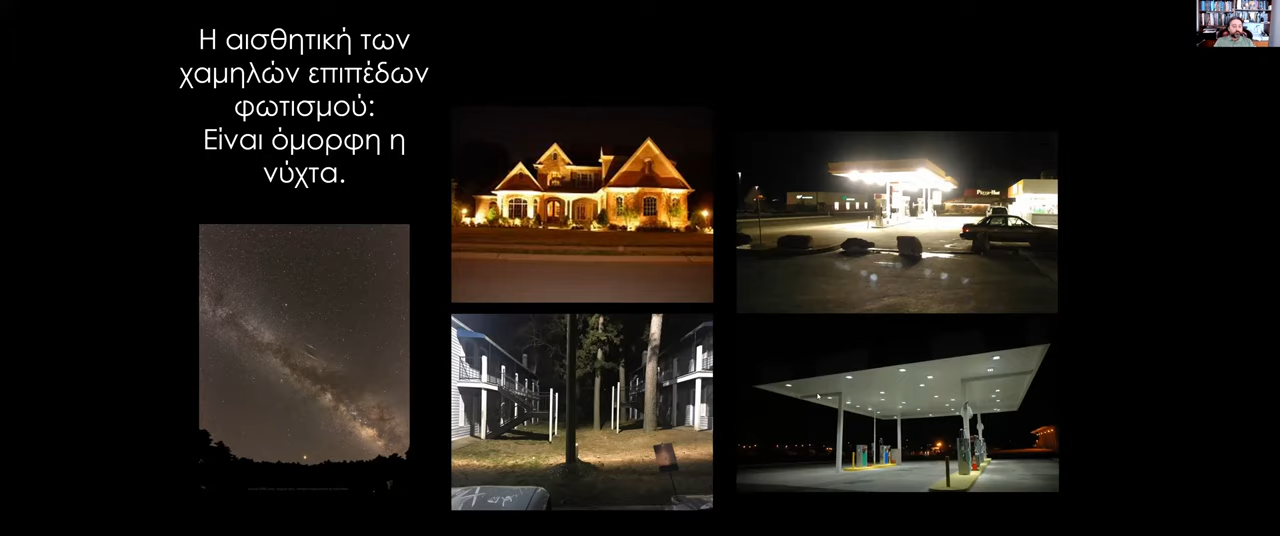 Η αισθητική των
χαμηλών επιπέδων
φωτισμού:
Είναι όμορφη η
νύχτα.